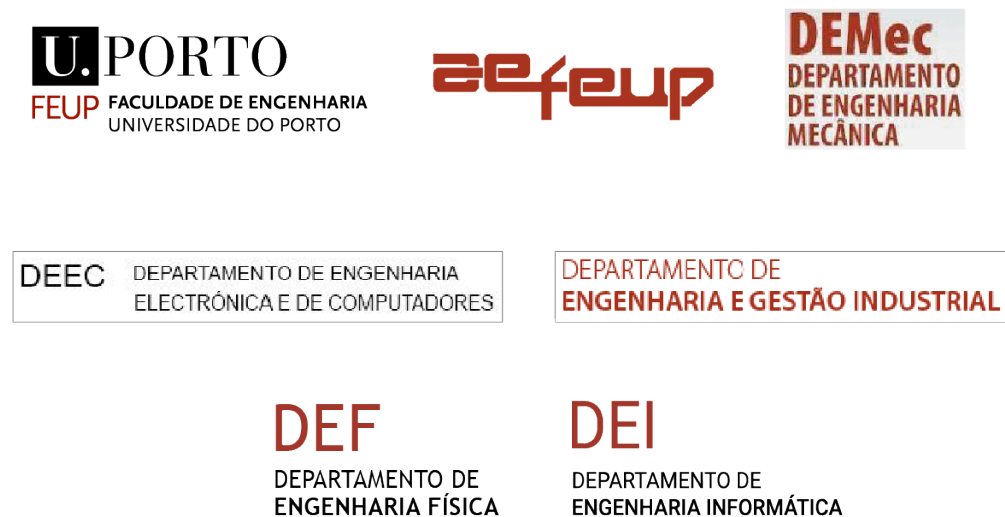 U.PORTO
FEUP FACULDADE DE ENGENHARIA
UNIVERSIDADE DO PORTO
aefeup
DEMec
DEPARTAMENTO
DE ENGENHARIA
MECÂNICA
DEEC DEPARTAMENTO DE ENGENHARIA
ELECTRÓNICA E DE COMPUTADORES
DEPARTAMENTO DE
ENGENHARIA E GESTÃO INDUSTRIAL
DEF
DEPARTAMENTO DE
ENGENHARIA FÍSICA
DEI
DEPARTAMENTO DE
ENGENHARIA INFORMÁTICA